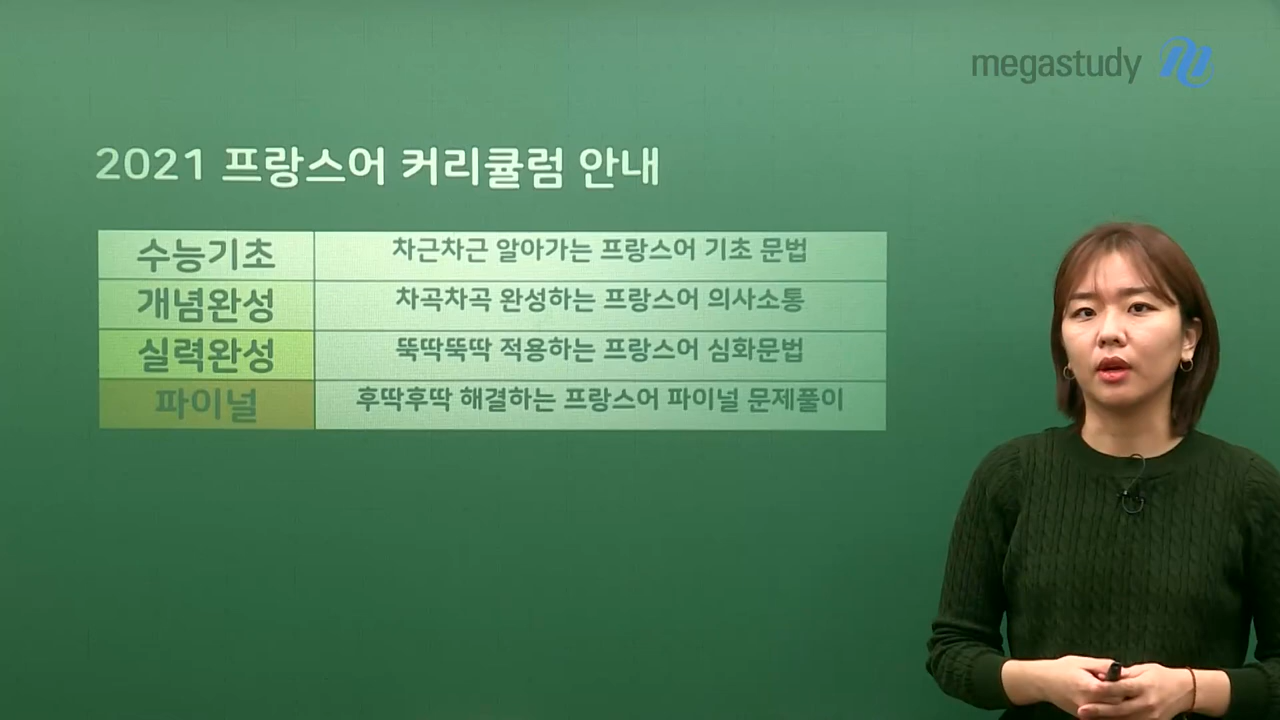 megastudy
2021 프랑스어 커리큘럼 안내
수능기초 차근차근 알아가는 프랑스어 기초 문법
개념완성 차곡차곡 완성하는 프랑스어 의사소통
실력완성 뚝딱뚝딱 적용하는 프랑스어 심화문법
파이널 후딱후딱 해결하는 프랑스어 파이널 문제풀이